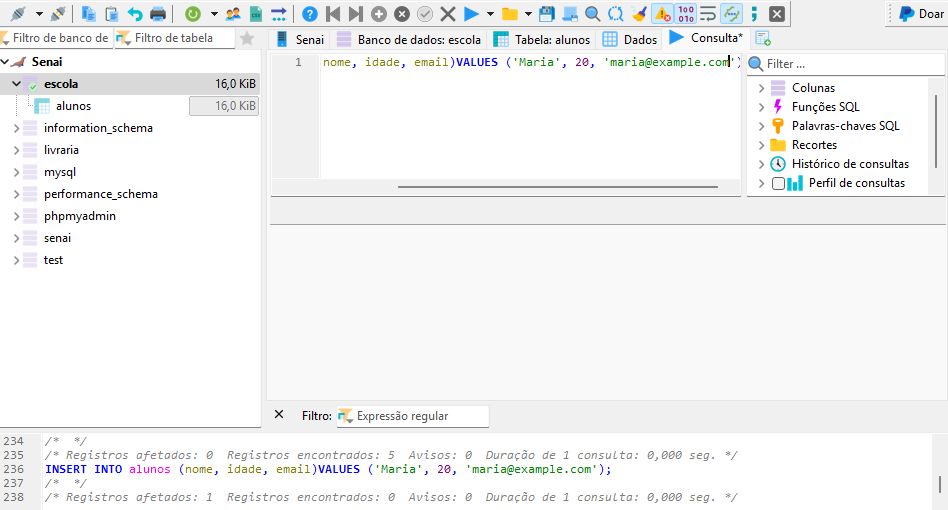 Doar
Filtro de banco de
Filtro de tabela
Senai
Banco de dados: escola
Tabela: alunos
Dados
Consulta*
Senai
escola 16,0 KiB
alunos 16,0 KiB
information_schema
livraria
mysql
performance_schema
phpmyadmin
senai
test
1 nome, idade, email)VALUES ('Maria', 20, 'maria@example.com')
Filter ...
Colunas
Funções SQL
Palavras-chaves SQL
Recortes
Histórico de consultas
Perfil de consultas
Filtro: Expressão regular
234 /* */
235 /* Registros afetados: 0 Registros encontrados: 5 Avisos: 0 Duração de 1 consulta: 0,000 seg. */
236 INSERT INTO alunos (nome, idade, email)VALUES ('Maria', 20, 'maria@example.com');
237 /* */
238 /* Registros afetados: 1 Registros encontrados: 0 Avisos: 0 Duração de 1 consulta: 0,000 seg. */